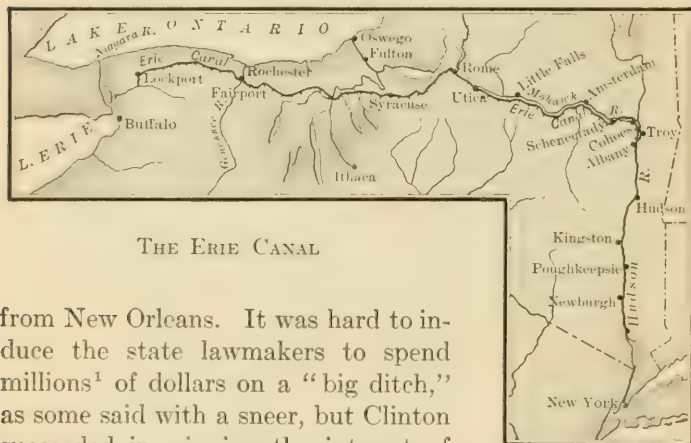 LAKE ONTARIO
Niagara R.
Erie Canal
Lockport
Rochester
Fairport
Oswego
Fulton
Rome
Little Falls
Amsterdam
Mohawk R.
Utica
Syracuse
Erie Canal
Schenectady
Cohoes
Troy
Albany
L. ERIE
Buffalo
Genesee R.
Ithaca
Hudson
Kingston
Poughkeepsie
Newburgh
Hudson R.
New York
THE ERIE CANAL
from New Orleans. It was hard to in-
duce the state lawmakers to spend
millions¹ of dollars on a “big ditch,”
as some said with a sneer, but Clinton